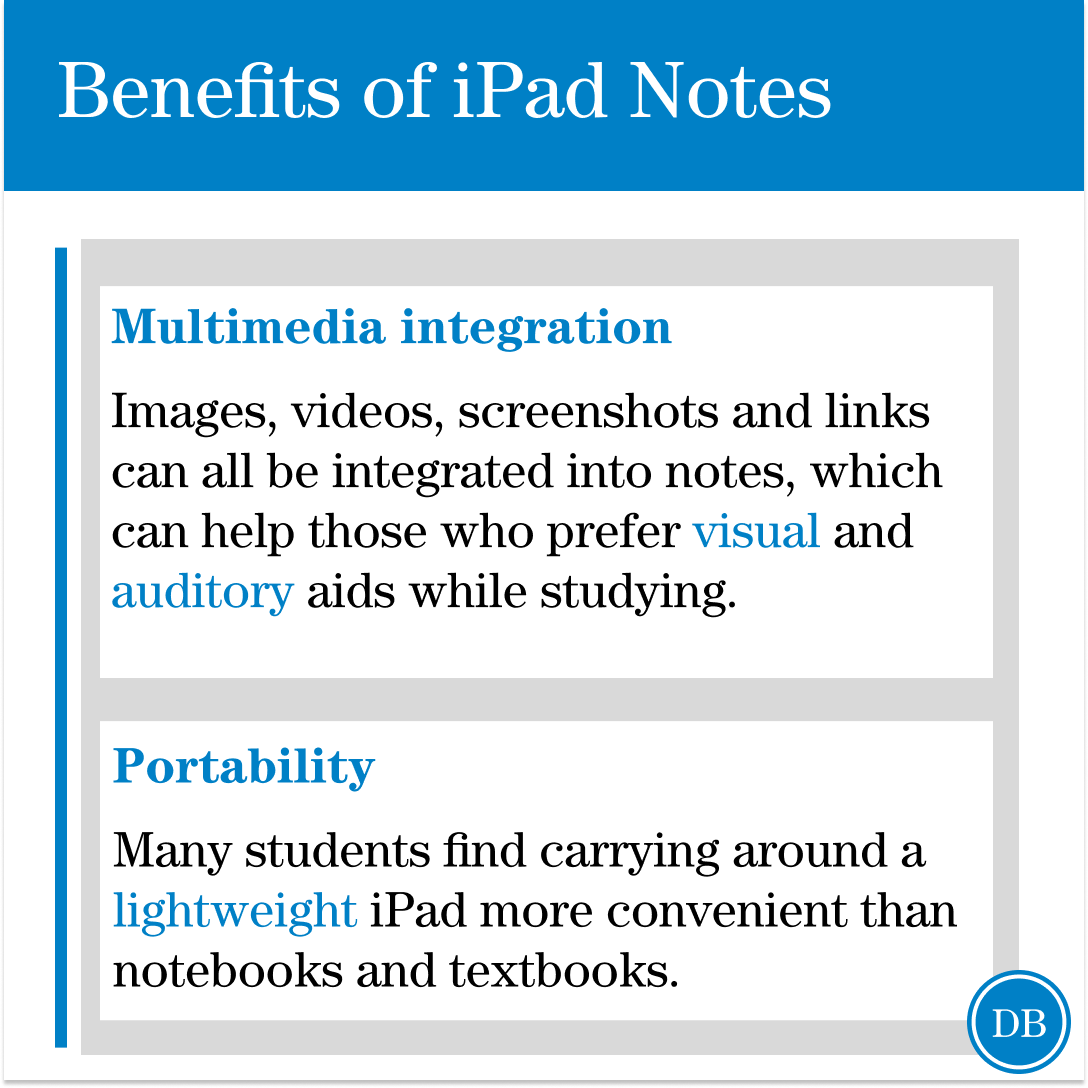 Benefits of iPad Notes
Multimedia integration
Images, videos, screenshots and links
can all be integrated into notes, which
can help those who prefer visual and
auditory aids while studying.
Portability
Many students find carrying around a
lightweight iPad more convenient than
notebooks and textbooks.
DB